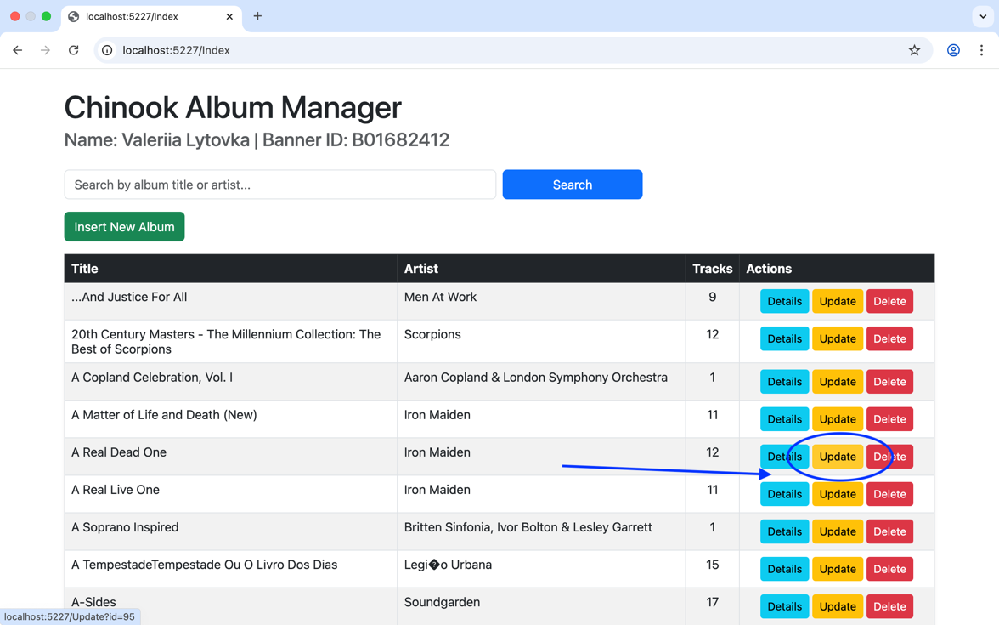 localhost:5227/Index
localhost:5227/Index
Chinook Album Manager
Name: Valeriia Lytovka | Banner ID: B01682412
Search by album title or artist... Search
Insert New Album
Title Artist Tracks Actions
...And Justice For All Men At Work 9 Details Update Delete
20th Century Masters - The Millennium Collection: The Scorpions 12 Details Update Delete
Best of Scorpions
A Copland Celebration, Vol. I Aaron Copland & London Symphony Orchestra 1 Details Update Delete
A Matter of Life and Death (New) Iron Maiden 11 Details Update Delete
A Real Dead One Iron Maiden 12 Details Update Delete
A Real Live One Iron Maiden 11 Details Update Delete
A Soprano Inspired Britten Sinfonia, Ivor Bolton & Lesley Garrett 1 Details Update Delete
A TempestadeTempestade Ou O Livro Dos Dias Legi�o Urbana 15 Details Update Delete
A-Sides Soundgarden 17 Details Update Delete
localhost:5227/Update?id=95